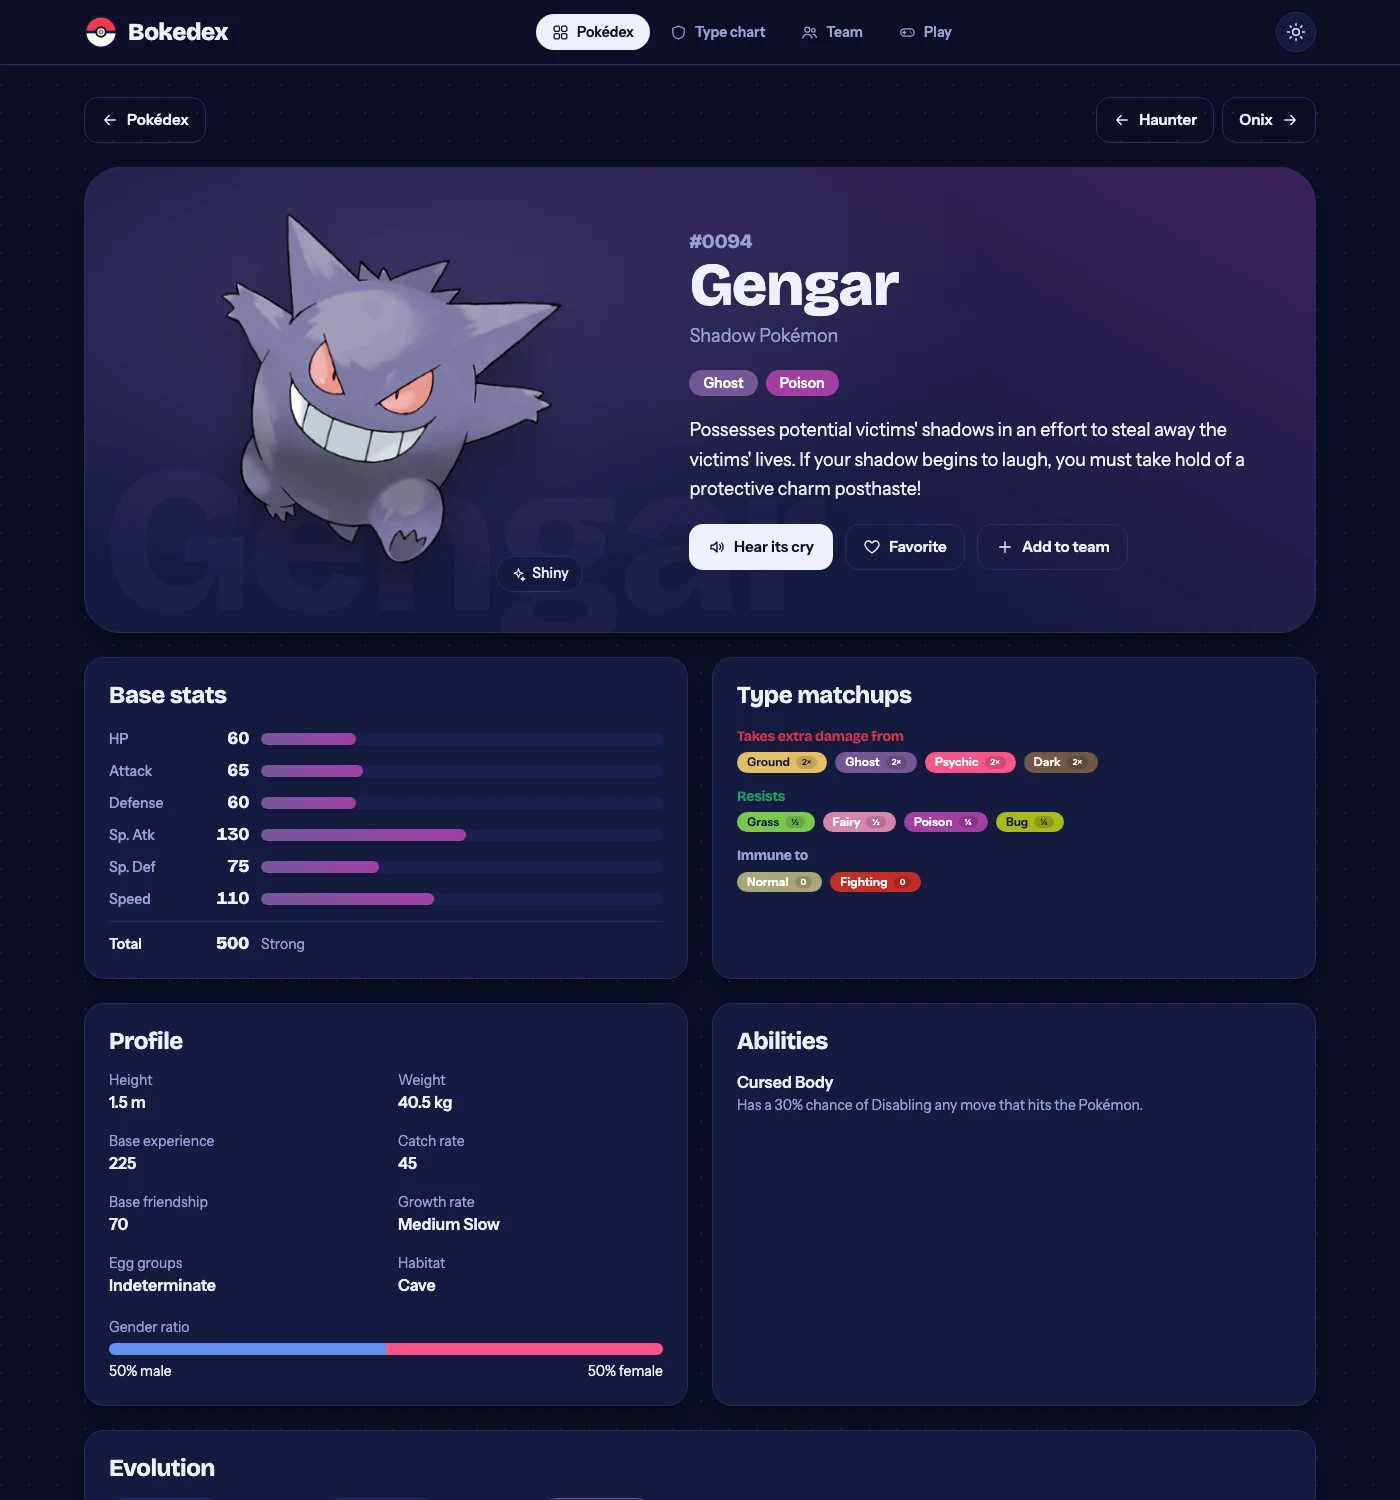 Bokedex
Pokédex
Type chart
Team
Play
Pokédex
Haunter
Onix
#0094
Gengar
Shadow Pokémon
Ghost
Poison
Possesses potential victims' shadows in an effort to steal away the
victims' lives. If your shadow begins to laugh, you must take hold of a
protective charm posthaste!
Hear its cry
Favorite
Add to team
Gengar
Shiny
Base stats
HP 60
Attack 65
Defense 60
Sp. Atk 130
Sp. Def 75
Speed 110
Total 500 Strong
Type matchups
Takes extra damage from
Ground 2×
Ghost 2×
Psychic 2×
Dark 2×
Resists
Grass ½
Fairy ½
Poison ¼
Bug ¼
Immune to
Normal 0
Fighting 0
Profile
Height
1.5 m
Weight
40.5 kg
Base experience
225
Catch rate
45
Base friendship
70
Growth rate
Medium Slow
Egg groups
Indeterminate
Habitat
Cave
Gender ratio
50% male
50% female
Abilities
Cursed Body
Has a 30% chance of Disabling any move that hits the Pokémon.
Evolution